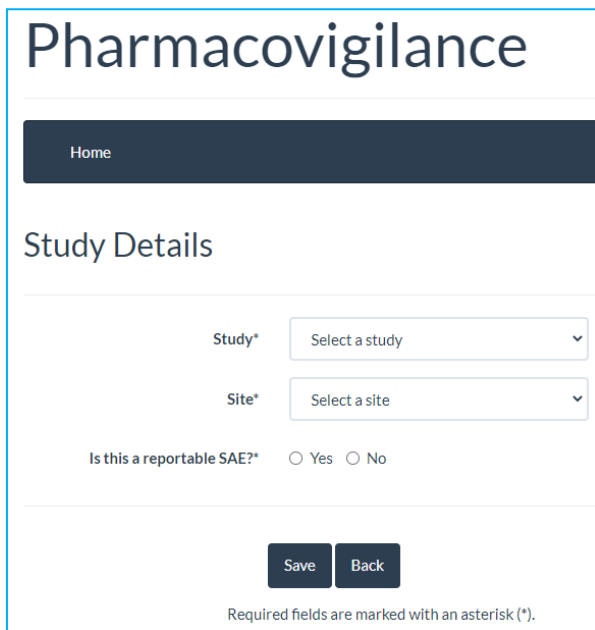 Pharmacovigilance
Home
Study Details
Study* Select a study
Site* Select a site
Is this a reportable SAE?* Yes No
Save Back
Required fields are marked with an asterisk (*).